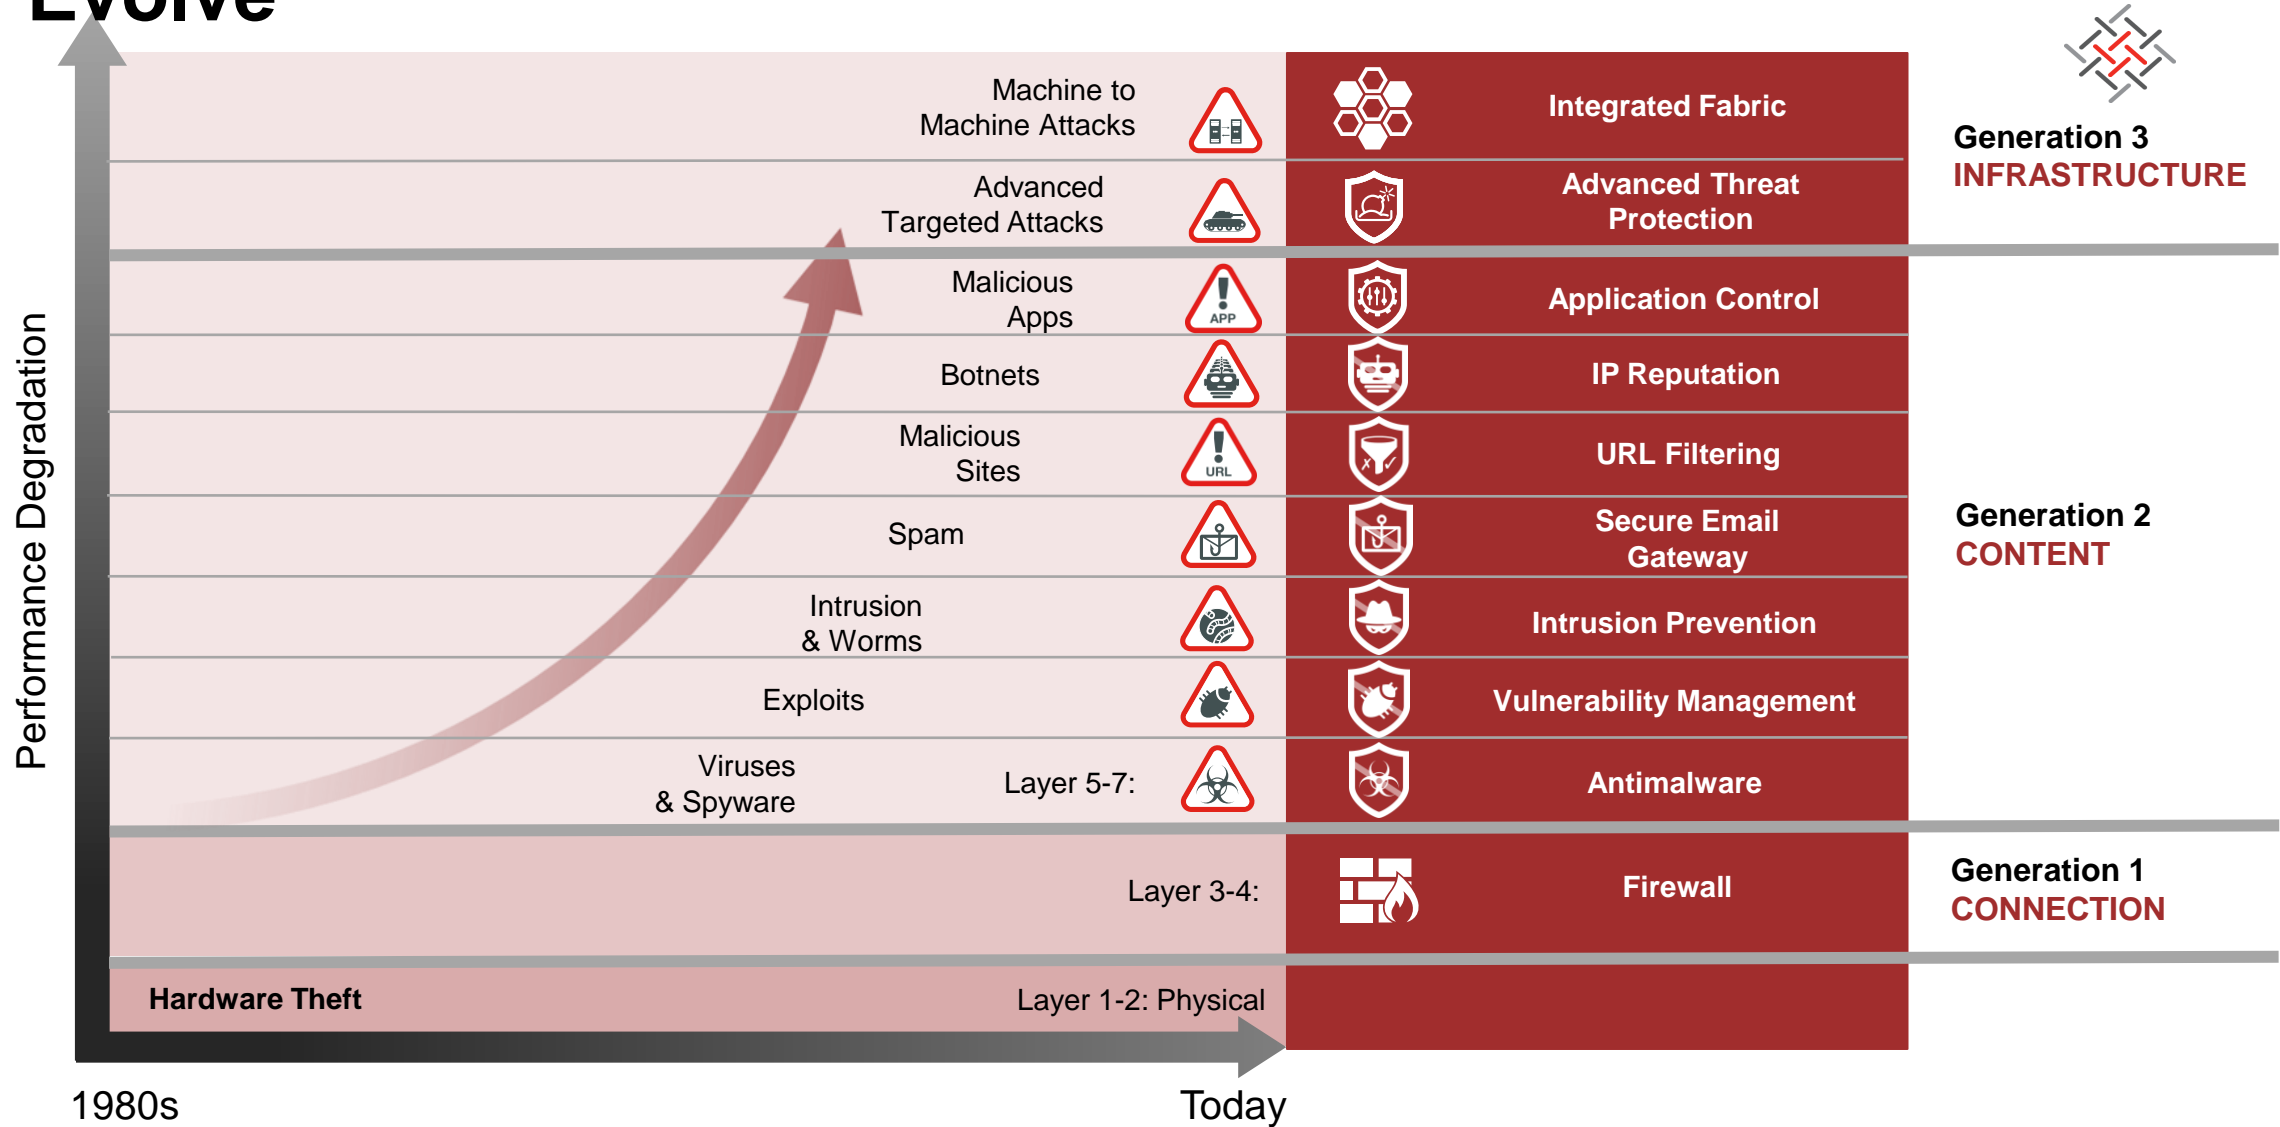 Evolve
Machine to
Machine Attacks
Integrated Fabric
Generation 3
INFRASTRUCTURE
Advanced
Targeted Attacks
Advanced Threat
Protection
Malicious
Apps
APP
Application Control
Botnets
IP Reputation
Malicious
Sites
URL
URL Filtering
Spam
Secure Email
Gateway
Generation 2
CONTENT
Intrusion
& Worms
Intrusion Prevention
Exploits
Vulnerability Management
Viruses
& Spyware
Layer 5-7:
Antimalware
Layer 3-4:
Firewall
Generation 1
CONNECTION
Hardware Theft
Layer 1-2: Physical
Performance Degradation
1980s
Today